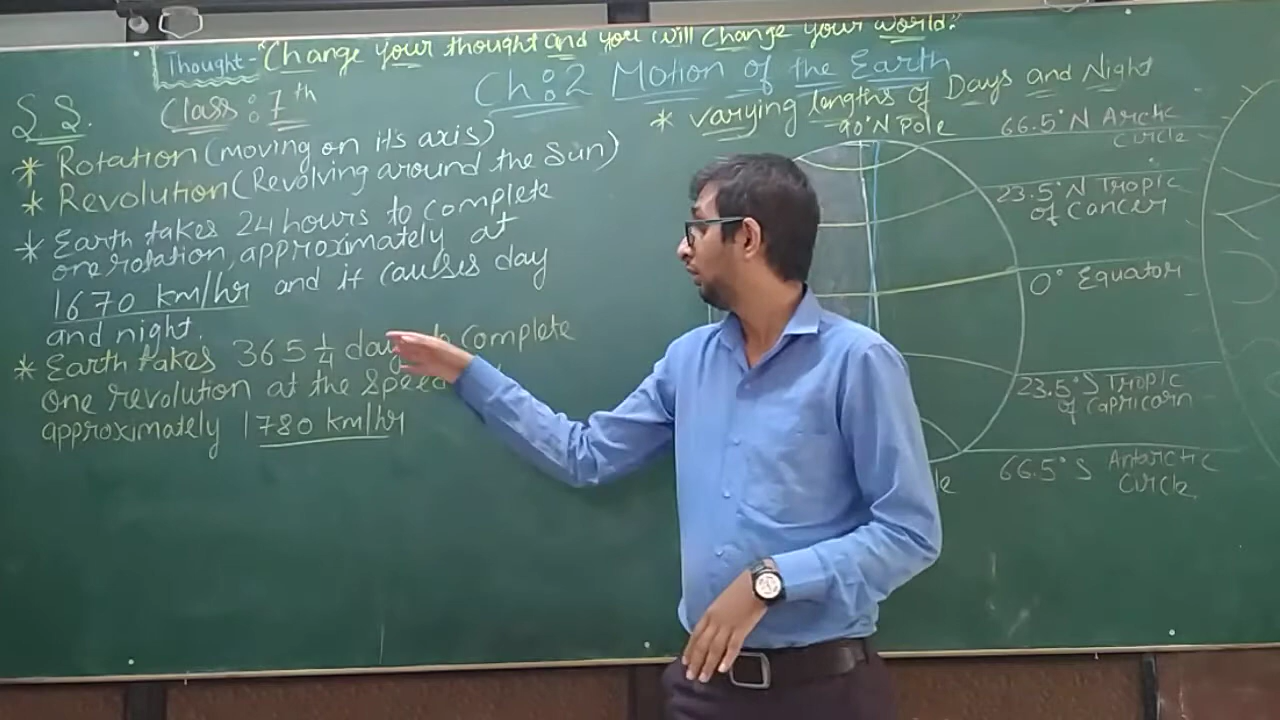 Thought- "Change your thought and you will change your world."
Ch:2 Motion of the Earth
S.S.
Class: 7th
* Rotation (moving on its axis)
* Revolution (Revolving around the Sun)
* Earth takes 24 hours to complete
one rotation, approximately at
1670 km/hr and it causes day
and night.
* Earth takes 365 1/4 day to complete
one revolution at the speed
approximately 1780 km/hr
* varying lengths of Days and Night
90°N Pole
66.5°N Arctic
circle
23.5°N Tropic
of Cancer
0° Equator
23.5°S Tropic
of Capricorn
66.5°S Antarctic
Circle